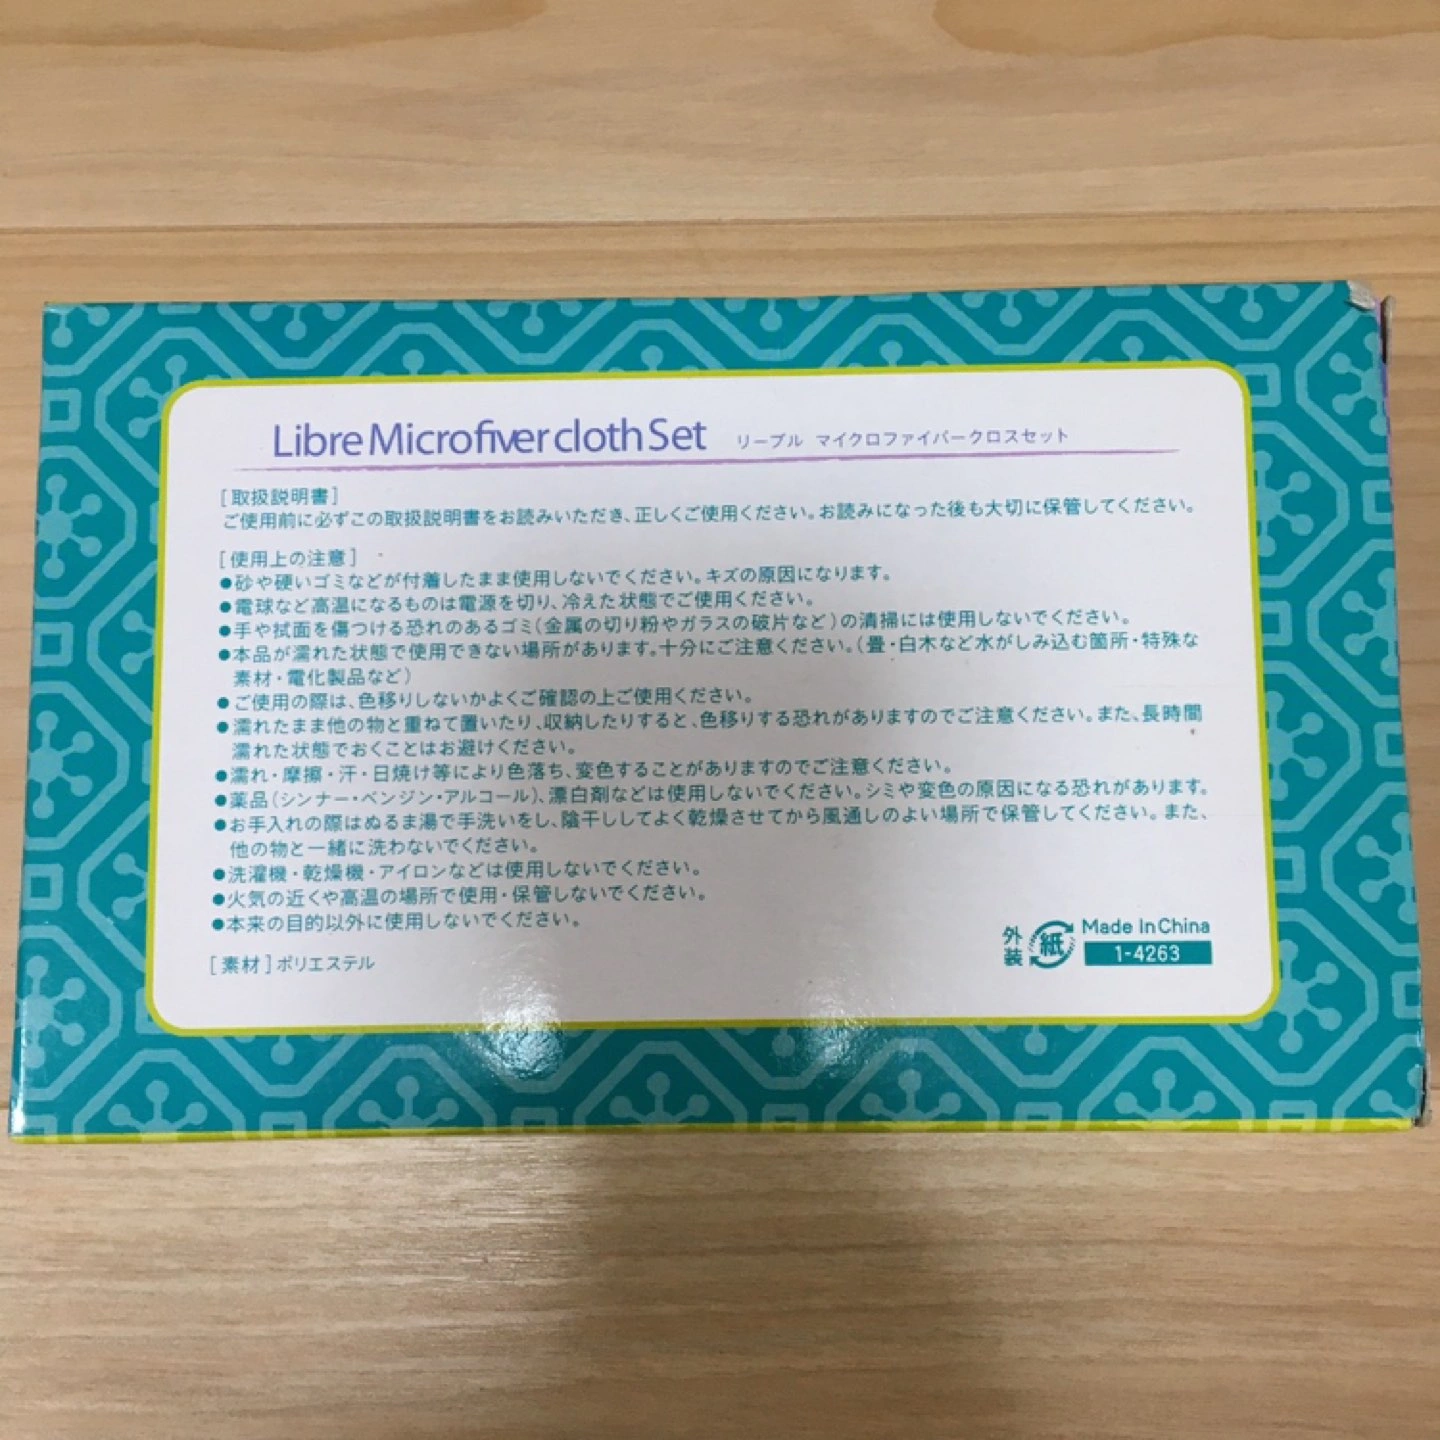 Libre Microfiver cloth Set リーブル マイクロファイバークロスセット
[取扱説明書]
ご使用前に必ずこの取扱説明書をお読みいただき、正しくご使用ください。お読みになった後も大切に保管してください。
[使用上の注意]
●砂や硬いゴミなどが付着したまま使用しないでください。キズの原因になります。
●電球など高温になるものは電源を切り、冷えた状態でご使用ください。
●手や拭面を傷つける恐れのあるゴミ(金属の切り粉やガラスの破片など)の清掃には使用しないでください。
●本品が濡れた状態で使用できない場所があります。十分にご注意ください。(畳・白木など水がしみ込む箇所・特殊な
素材・電化製品など)
●ご使用の際は、色移りしないかよくご確認の上ご使用ください。
●濡れたまま他の物と重ねて置いたり、収納したりすると、色移りする恐れがありますのでご注意ください。また、長時間
濡れた状態でおくことはお避けください。
●濡れ・摩擦・汗・日焼け等により色落ち、変色することがありますのでご注意ください。
●薬品(シンナー・ベンジン・アルコール)、漂白剤などは使用しないでください。シミや変色の原因になる恐れがあります。
●お手入れの際はぬるま湯で手洗いをし、陰干ししてよく乾燥させてから風通しのよい場所で保管してください。また、
他の物と一緒に洗わないでください。
●洗濯機・乾燥機・アイロンなどは使用しないでください。
●火気の近くや高温の場所で使用・保管しないでください。
●本来の目的以外に使用しないでください。
[素材]ポリエステル
外装 紙
Made In China
1-4263